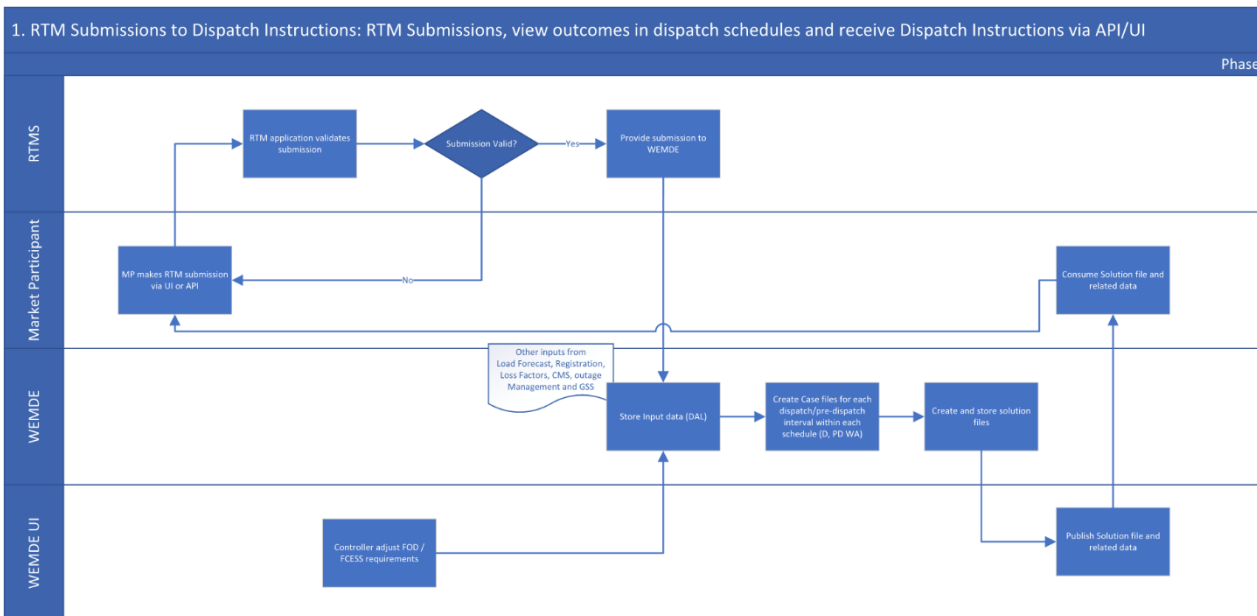 1. RTM Submissions to Dispatch Instructions: RTM Submissions, view outcomes in dispatch schedules and receive Dispatch Instructions via API/UI
Phase
RTMS
RTM application validates
submission
Submission Valid?
Yes
Provide submission to
WEMDE
Market Participant
MP makes RTM submission
via UI or API
No
Consume Solution file and
related data
WEMDE
Other inputs from
Load Forecast, Registration,
Loss Factors, CMS, outage
Management and GSS
Store Input data (DAL)
Create Case files for each
dispatch/pre-dispatch
interval within each
schedule (D, PD WA)
Create and store solution
files
WEMDE UI
Controller adjust FOD /
FCESS requirements
Publish Solution file and
related data